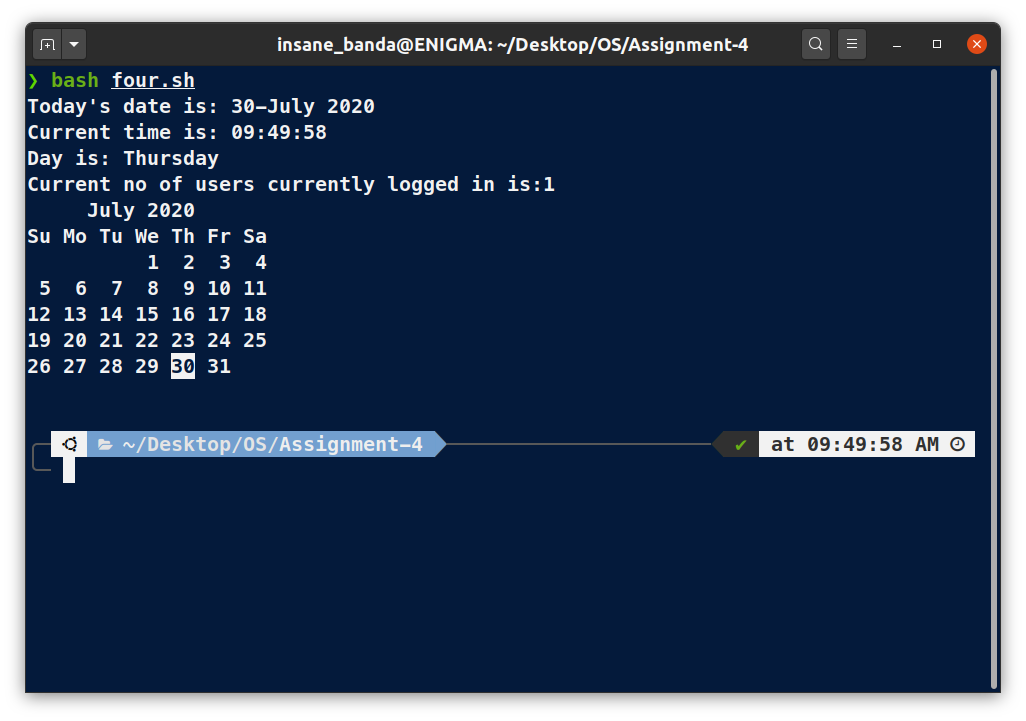 insane_banda@ENIGMA: ~/Desktop/OS/Assignment-4
❯ bash four.sh
Today's date is: 30-July 2020
Current time is: 09:49:58
Day is: Thursday
Current no of users currently logged in is:1
     July 2020
Su Mo Tu We Th Fr Sa
          1  2  3  4
 5  6  7  8  9 10 11
12 13 14 15 16 17 18
19 20 21 22 23 24 25
26 27 28 29 30 31
~/Desktop/OS/Assignment-4 ✔ at 09:49:58 AM